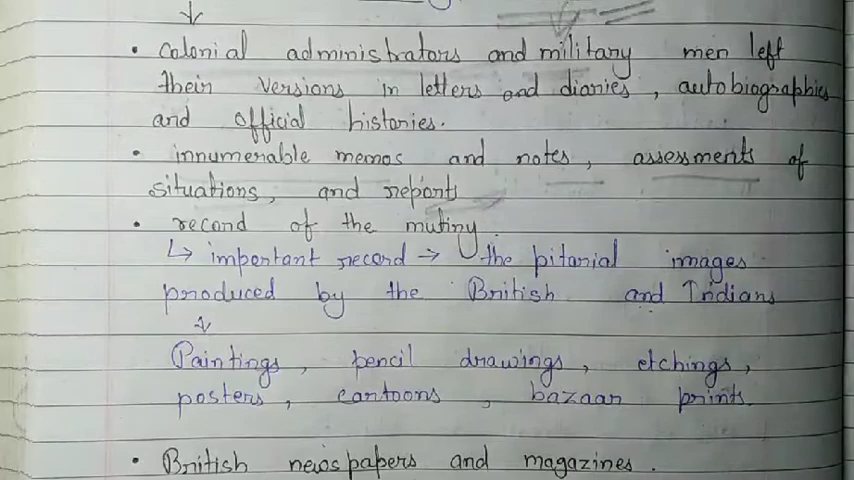 ↓
• Colonial administrators and military men left
their versions in letters and diaries, autobiographies
and official histories.
• innumerable memos and notes, assessments of
situations, and reports
• record of the mutiny.
↳ important record → the pitorial images
produced by the British and Indians
↓
Paintings, pencil drawings, etchings,
posters, cartoons, bazaar prints.
• British newspapers and magazines.